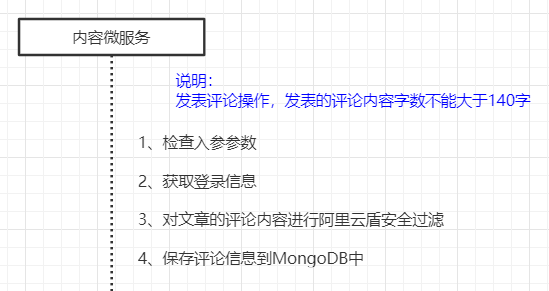 内容微服务
说明：
发表评论操作，发表的评论内容字数不能大于140字
1、检查入参参数
2、获取登录信息
3、对文章的评论内容进行阿里云盾安全过滤
4、保存评论信息到MongoDB中